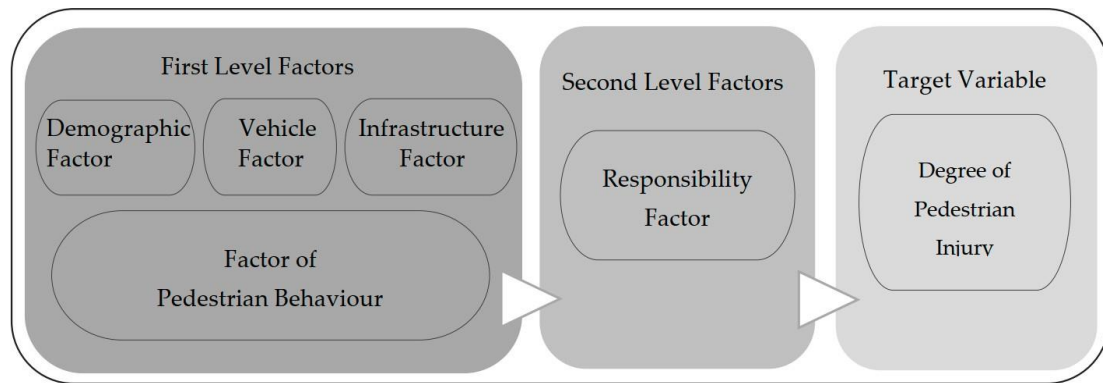 First Level Factors
Demographic
Factor
Vehicle
Factor
Infrastructure
Factor
Factor of
Pedestrian Behaviour
Second Level Factors
Responsibility
Factor
Target Variable
Degree of
Pedestrian
Injury